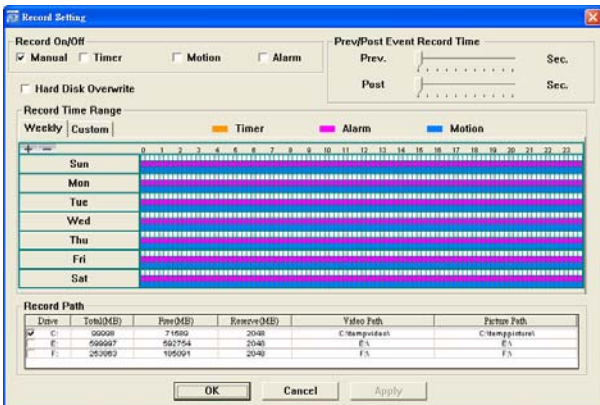 Record Setting
Record On/Off
Manual Timer Motion Alarm
Prev/Post Event Record Time
Prev. Sec.
Post Sec.
Hard Disk Overwrite
Record Time Range
Weekly Custom Timer Alarm Motion
+ - 0 1 2 3 4 5 6 7 8 9 10 11 12 13 14 15 16 17 18 19 20 21 22 23
Sun
Mon
Tue
Wed
Thu
Fri
Sat
Record Path
Drive Total(MB) Free(MB) Reserve(MB) Video Path Picture Path
C: 99998 71689 2048 C:\tempvideo\ C:\temppicture\
E: 599997 592754 2048 E:\ E:\
F: 2048 F:\ F:\
OK Cancel Apply